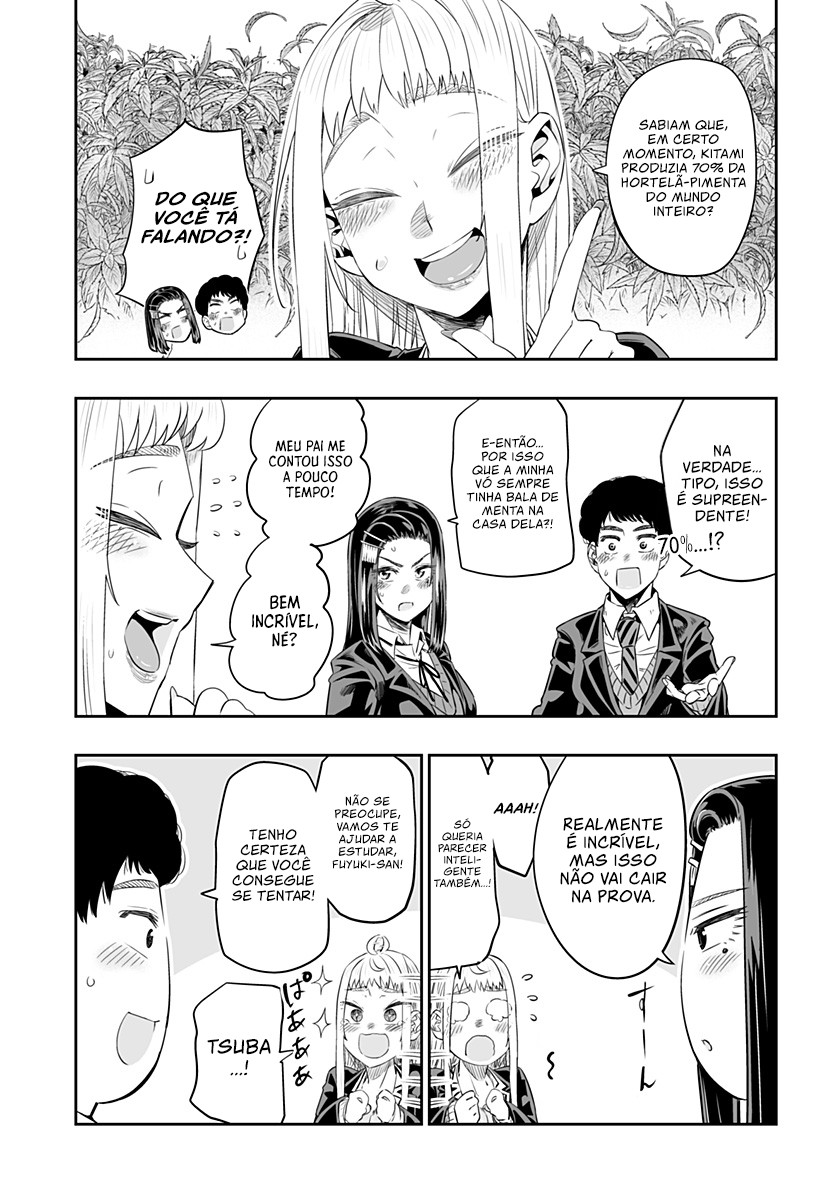 SABIAM QUE,
EM CERTO
MOMENTO, KITAMI
PRODUZIA 70% DA
HORTELÃ-PIMENTA
DO MUNDO
INTEIRO?
DO QUE
VOCÊ TÁ
FALANDO?!
NA
VERDADE...
TIPO, ISSO
É SUPREEN-
DENTE!
70%...!?
E-ENTÃO...
POR ISSO
QUE A MINHA
VÓ SEMPRE
TINHA BALA DE
MENTA NA
CASA DELA?!
MEU PAI ME
CONTOU ISSO
A POUCO
TEMPO!
BEM
INCRÍVEL,
NÉ?
REALMENTE
É INCRÍVEL,
MAS ISSO
NÃO VAI CAIR
NA PROVA.
すーん
AAAH!
SÓ
QUERIA
PARECER
INTELI-
GENTE
TAMBÉM...!
NÃO SE
PREOCUPE,
VAMOS TE
AJUDAR A
ESTUDAR,
FUYUKI-SAN!
TENHO
CERTEZA
QUE VOCÊ
CONSEGUE
SE TENTAR!
ぱあああ
TSUBA
...!